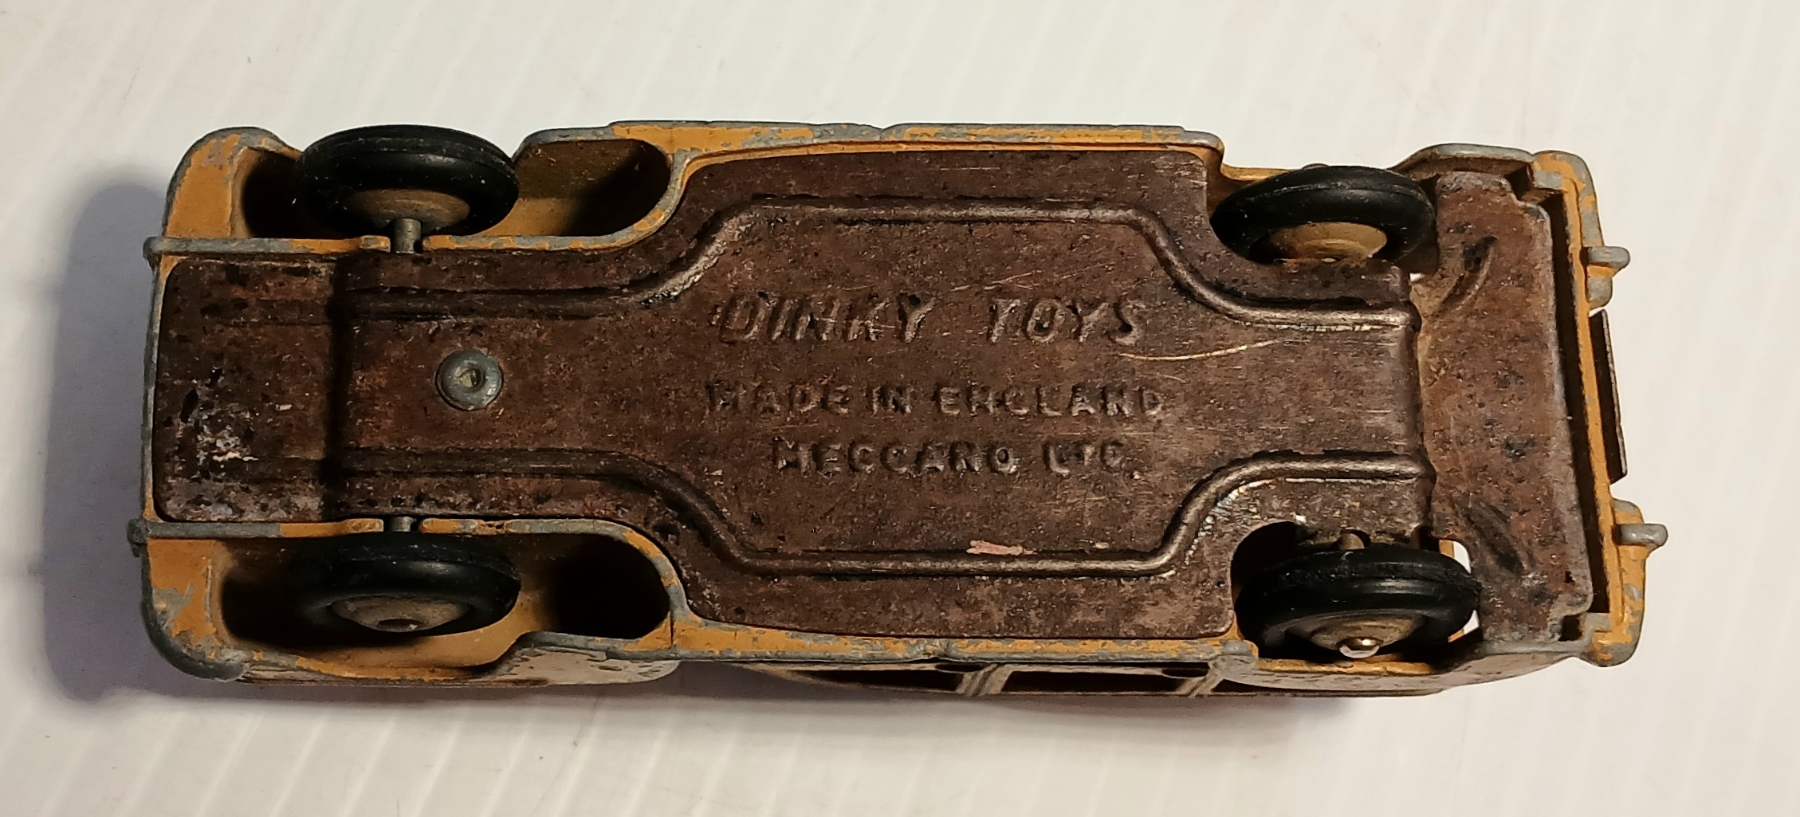 DINKY TOYS
MADE IN ENGLAND
MECCANO LTD.